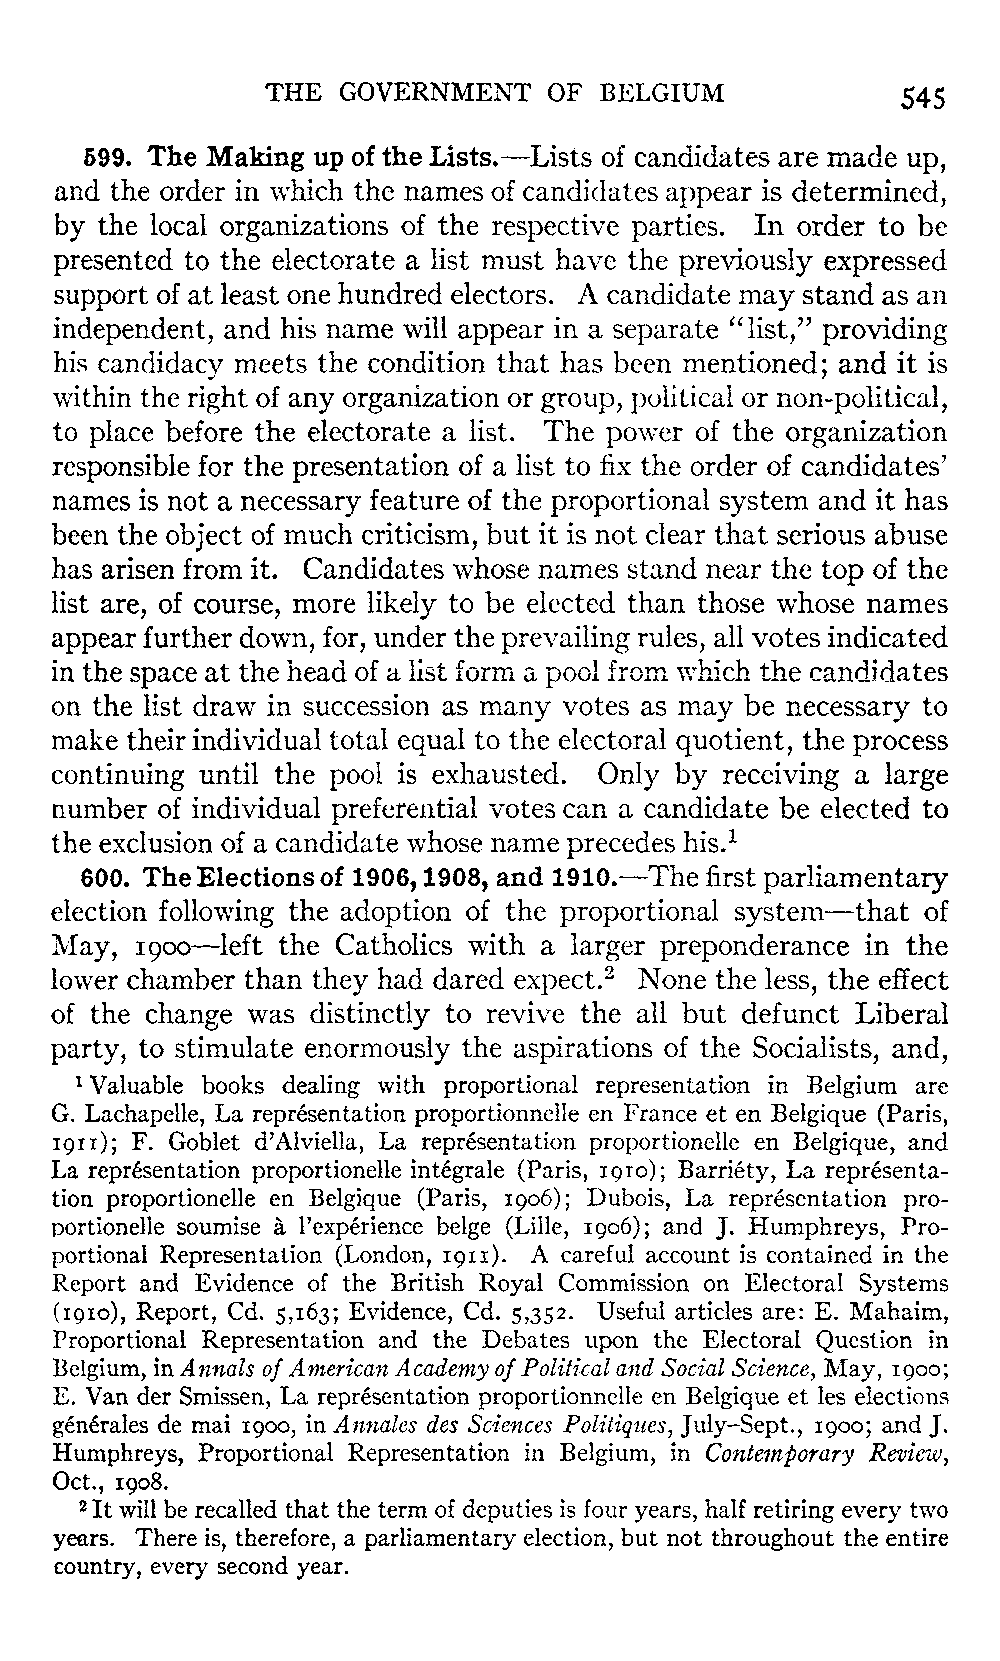 THE GOVERNMENT OF BELGIUM 545
599. The Making up of the Lists.—Lists of candidates are made up,
and the order in which the names of candidates appear is determined,
by the local organizations of the respective parties. In order to be
presented to the electorate a list must have the previously expressed
support of at least one hundred electors. A candidate may stand as an
independent, and his name will appear in a separate “list,” providing
his candidacy meets the condition that has been mentioned; and it is
within the right of any organization or group, political or non-political,
to place before the electorate a list. The power of the organization
responsible for the presentation of a list to fix the order of candidates’
names is not a necessary feature of the proportional system and it has
been the object of much criticism, but it is not clear that serious abuse
has arisen from it. Candidates whose names stand near the top of the
list are, of course, more likely to be elected than those whose names
appear further down, for, under the prevailing rules, all votes indicated
in the space at the head of a list form a pool from which the candidates
on the list draw in succession as many votes as may be necessary to
make their individual total equal to the electoral quotient, the process
continuing until the pool is exhausted. Only by receiving a large
number of individual preferential votes can a candidate be elected to
the exclusion of a candidate whose name precedes his.¹
600. The Elections of 1906, 1908, and 1910.—The first parliamentary
election following the adoption of the proportional system—that of
May, 1900—left the Catholics with a larger preponderance in the
lower chamber than they had dared expect.² None the less, the effect
of the change was distinctly to revive the all but defunct Liberal
party, to stimulate enormously the aspirations of the Socialists, and,
¹ Valuable books dealing with proportional representation in Belgium are
G. Lachapelle, La représentation proportionnelle en France et en Belgique (Paris,
1911); F. Goblet d’Alviella, La représentation proportionelle en Belgique, and
La représentation proportionelle intégrale (Paris, 1910); Barriéty, La représenta-
tion proportionelle en Belgique (Paris, 1906); Dubois, La représentation pro-
portionelle soumise à l’expérience belge (Lille, 1906); and J. Humphreys, Pro-
portional Representation (London, 1911). A careful account is contained in the
Report and Evidence of the British Royal Commission on Electoral Systems
(1910), Report, Cd. 5,163; Evidence, Cd. 5,352. Useful articles are: E. Mahaim,
Proportional Representation and the Debates upon the Electoral Question in
Belgium, in Annals of American Academy of Political and Social Science, May, 1900;
E. Van der Smissen, La représentation proportionnelle en Belgique et les elections
générales de mai 1900, in Annales des Sciences Politiques, July–Sept., 1900; and J.
Humphreys, Proportional Representation in Belgium, in Contemporary Review,
Oct., 1908.
² It will be recalled that the term of deputies is four years, half retiring every two
years. There is, therefore, a parliamentary election, but not throughout the entire
country, every second year.